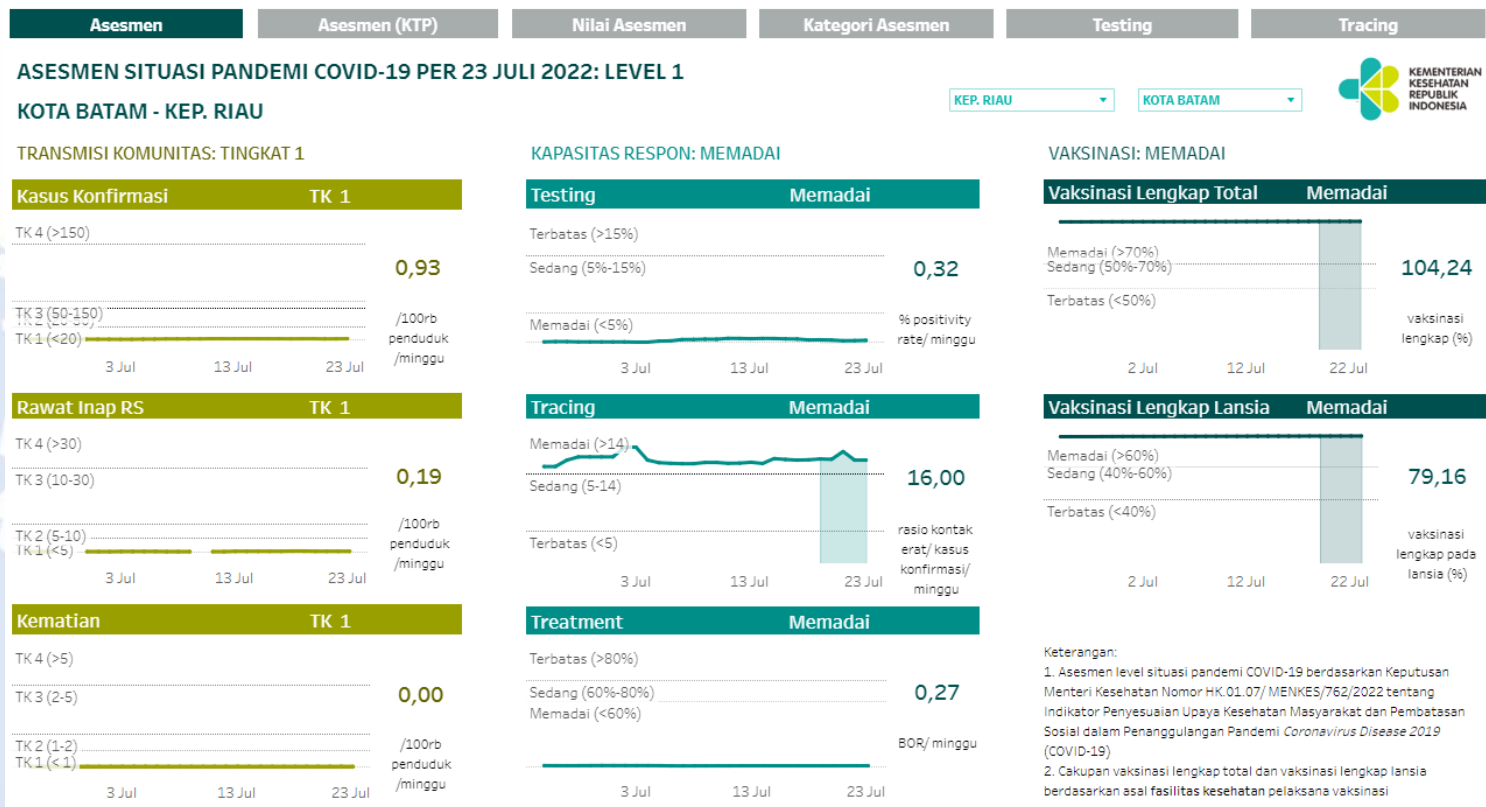 Asesmen
Asesmen (KTP)
Nilai Asesmen
Kategori Asesmen
Testing
Tracing
ASESMEN SITUASI PANDEMI COVID-19 PER 23 JULI 2022: LEVEL 1
KOTA BATAM - KEP. RIAU
KEP. RIAU
KOTA BATAM
KEMENTERIAN
KESEHATAN
REPUBLIK
INDONESIA
TRANSMISI KOMUNITAS: TINGKAT 1
Kasus Konfirmasi TK 1
TK 4 (>150)
TK 3 (50-150)
TK 1 (<20)
0,93
/100rb
penduduk
/minggu
3 Jul 13 Jul 23 Jul
Rawat Inap RS TK 1
TK 4 (>30)
TK 3 (10-30)
TK 2 (5-10)
TK 1 (<5)
0,19
/100rb
penduduk
/minggu
3 Jul 13 Jul 23 Jul
Kematian TK 1
TK 4 (>5)
TK 3 (2-5)
TK 2 (1-2)
TK 1 (< 1)
0,00
/100rb
penduduk
/minggu
3 Jul 13 Jul 23 Jul
KAPASITAS RESPON: MEMADAI
Testing Memadai
Terbatas (>15%)
Sedang (5%-15%)
Memadai (<5%)
0,32
% positivity
rate/ minggu
3 Jul 13 Jul 23 Jul
Tracing Memadai
Memadai (>14)
Sedang (5-14)
Terbatas (<5)
16,00
rasio kontak
erat/ kasus
konfirmasi/
minggu
3 Jul 13 Jul 23 Jul
Treatment Memadai
Terbatas (>80%)
Sedang (60%-80%)
Memadai (<60%)
0,27
BOR/ minggu
3 Jul 13 Jul 23 Jul
VAKSINASI: MEMADAI
Vaksinasi Lengkap Total Memadai
Memadai (>70%)
Sedang (50%-70%)
Terbatas (<50%)
104,24
vaksinasi
lengkap (%)
2 Jul 12 Jul 22 Jul
Vaksinasi Lengkap Lansia Memadai
Memadai (>60%)
Sedang (40%-60%)
Terbatas (<40%)
79,16
vaksinasi
lengkap pada
lansia (%)
2 Jul 12 Jul 22 Jul
Keterangan:
1. Asesmen level situasi pandemi COVID-19 berdasarkan Keputusan
Menteri Kesehatan Nomor HK.01.07/ MENKES/762/2022 tentang
Indikator Penyesuaian Upaya Kesehatan Masyarakat dan Pembatasan
Sosial dalam Penanggulangan Pandemi Coronavirus Disease 2019
(COVID-19)
2. Cakupan vaksinasi lengkap total dan vaksinasi lengkap lansia
berdasarkan asal fasilitas kesehatan pelaksana vaksinasi